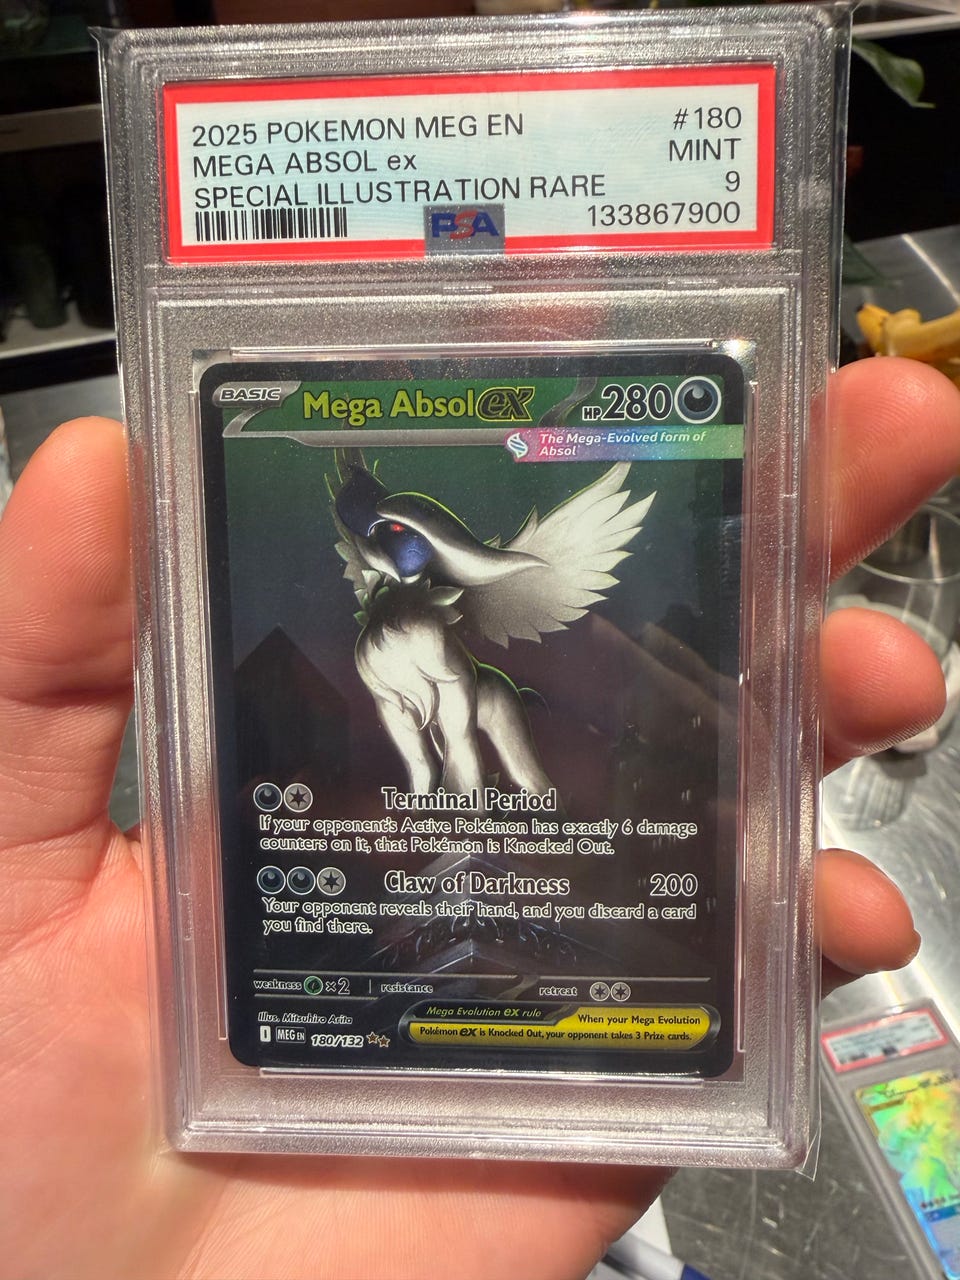 2025 POKEMON MEG EN
#180
MEGA ABSOL ex
MINT
SPECIAL ILLUSTRATION RARE
9
PSA
133867900
BASIC
Mega Absol ex
HP 280
The Mega-Evolved form of
Absol
Terminal Period
If your opponent's Active Pokémon has exactly 6 damage
counters on it, that Pokémon is Knocked Out.
Claw of Darkness 200
Your opponent reveals their hand, and you discard a card
you find there.
weakness ×2 resistance retreat
Illus. Mitsuhiro Arita
I MEG EN 180/132
Mega Evolution ex rule
When your Mega Evolution
Pokémon ex is Knocked Out, your opponent takes 3 Prize cards.